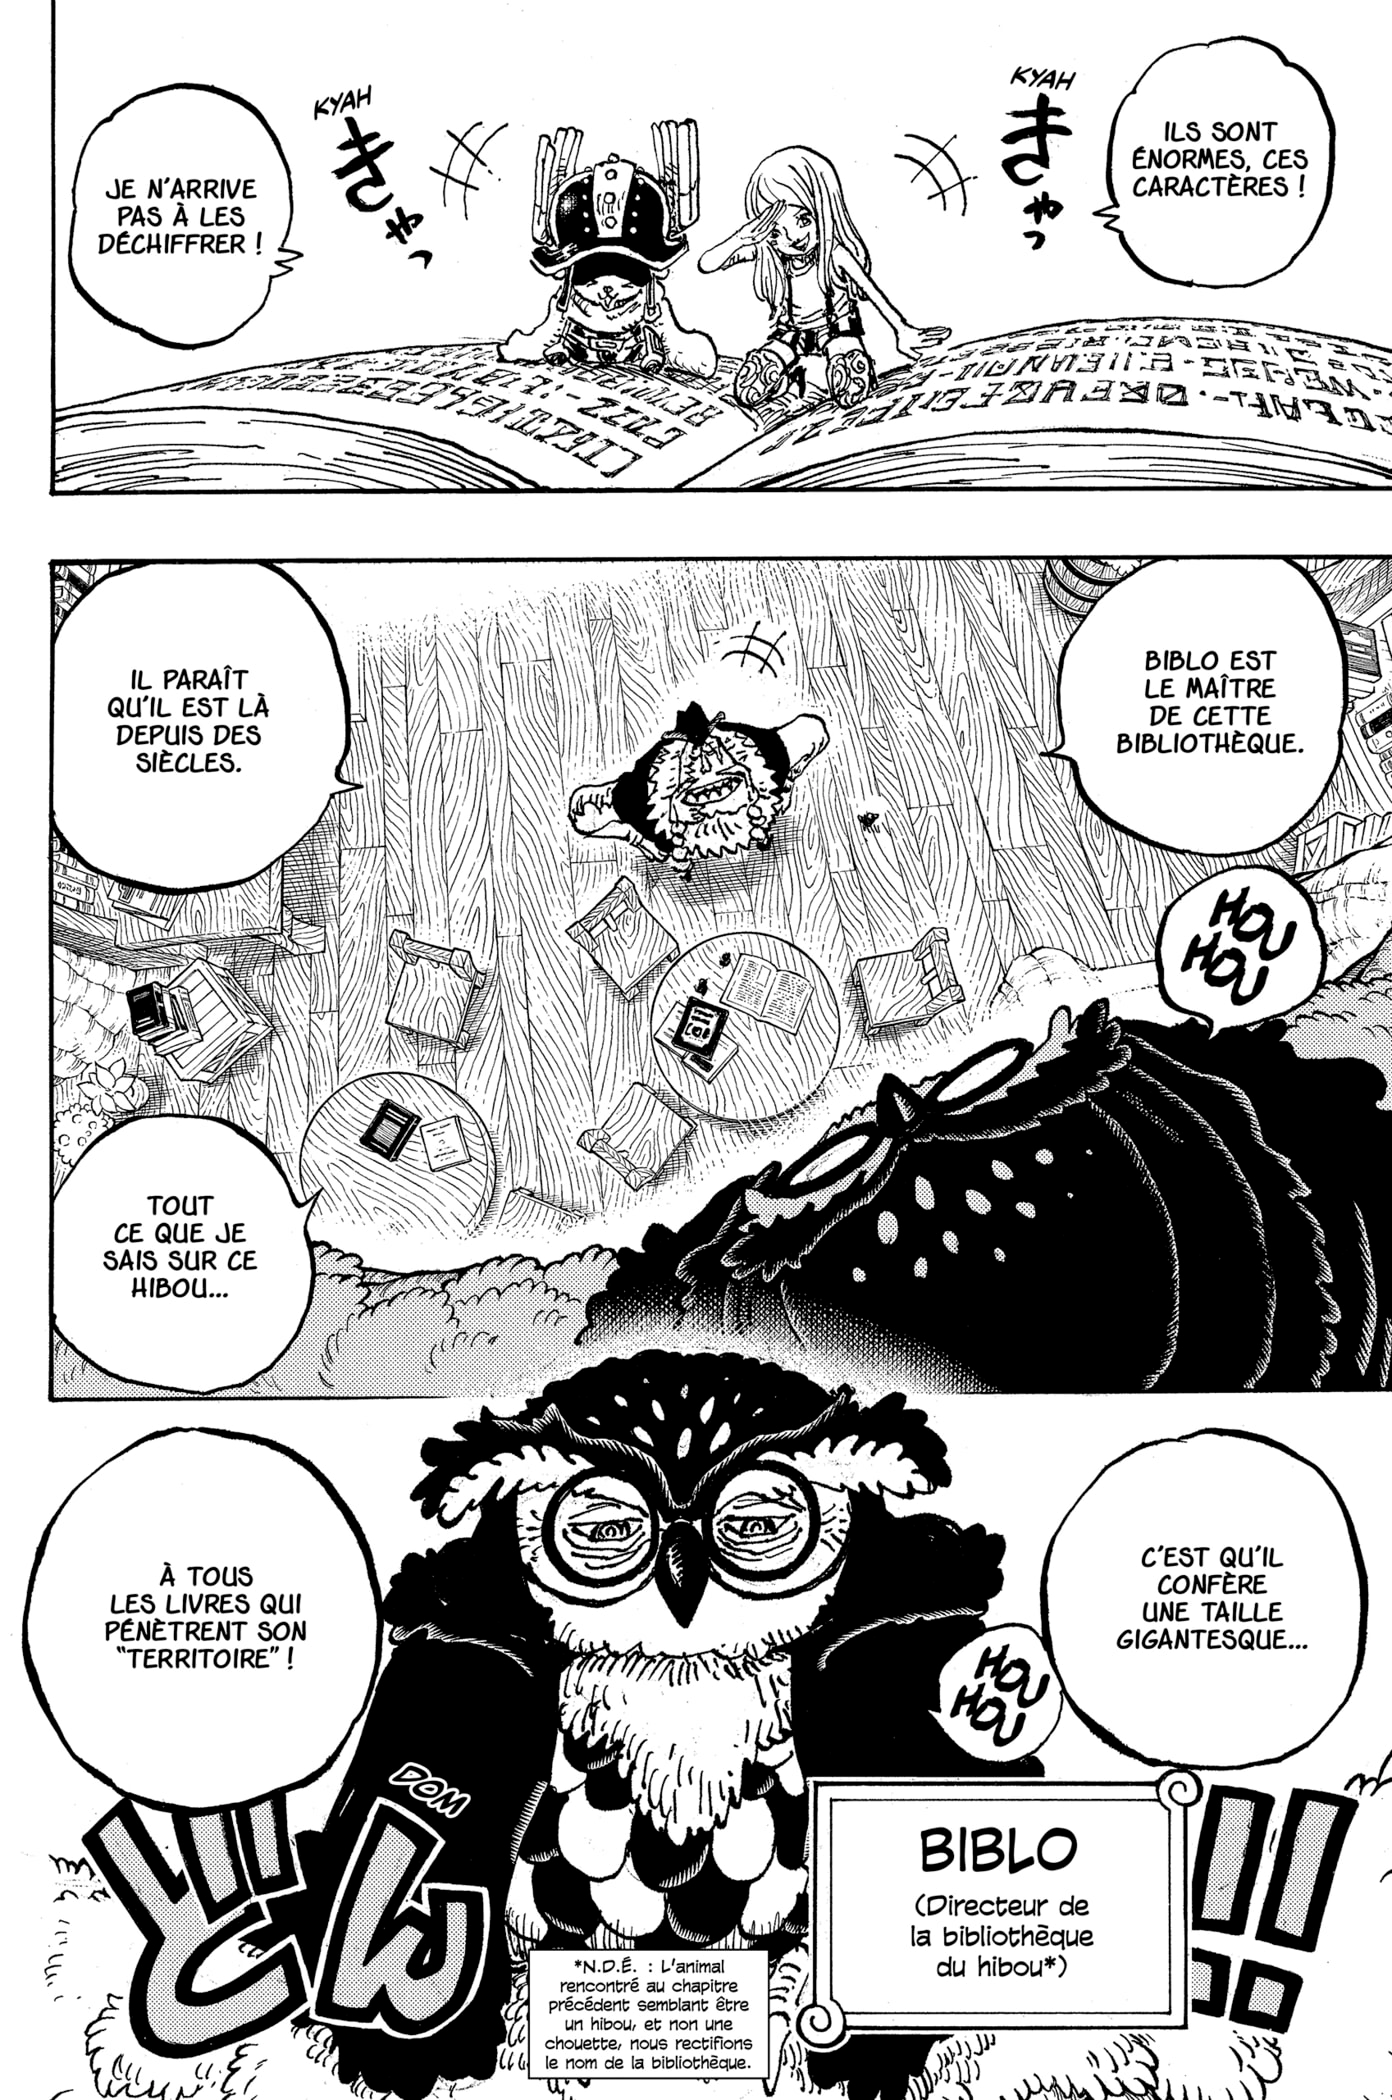 KYAH
きゃっ
ILS SONT
ÉNORMES, CES
CARACTÈRES !
KYAH
きゃっ
JE N'ARRIVE
PAS À LES
DÉCHIFFRER !
BIBLO EST
LE MAÎTRE
DE CETTE
BIBLIOTHÈQUE.
IL PARAÎT
QU'IL EST LÀ
DEPUIS DES
SIÈCLES.
HOU
HOU
TOUT
CE QUE JE
SAIS SUR CE
HIBOU...
C'EST QU'IL
CONFÈRE
UNE TAILLE
GIGANTESQUE...
À TOUS
LES LIVRES QUI
PÉNÈTRENT SON
"TERRITOIRE" !
HOU
HOU
DOM
どん!!
BIBLO
(Directeur de
la bibliothèque
du hibou*)
*N.D.É. : L'animal
rencontré au chapitre
précédent semblant être
un hibou, et non une
chouette, nous rectifions
le nom de la bibliothèque.